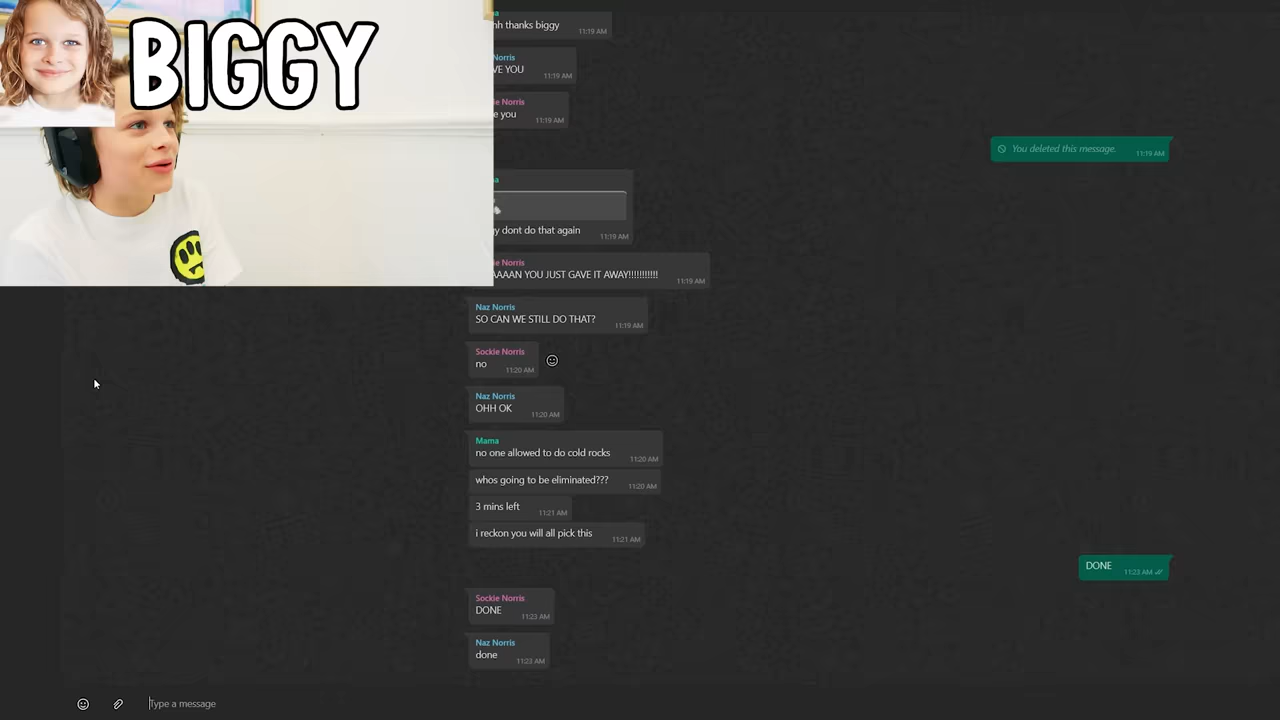 BIGGY
thanks biggy
11:19 AM
Norris
YOU
11:19 AM
Norris
you
11:19 AM
You deleted this message.
11:19 AM
dont do that again
11:19 AM
Norris
YOU JUST GAVE IT AWAY!!!!!!!!!!!
11:19 AM
Naz Norris
SO CAN WE STILL DO THAT?
11:19 AM
Sockie Norris
no
11:20 AM
Naz Norris
OHH OK
11:20 AM
Mama
no one allowed to do cold rocks
11:20 AM
whos going to be eliminated???
11:20 AM
3 mins left
11:21 AM
i reckon you will all pick this
11:21 AM
DONE
11:23 AM
Sockie Norris
DONE
11:23 AM
Naz Norris
done
11:23 AM
Type a message